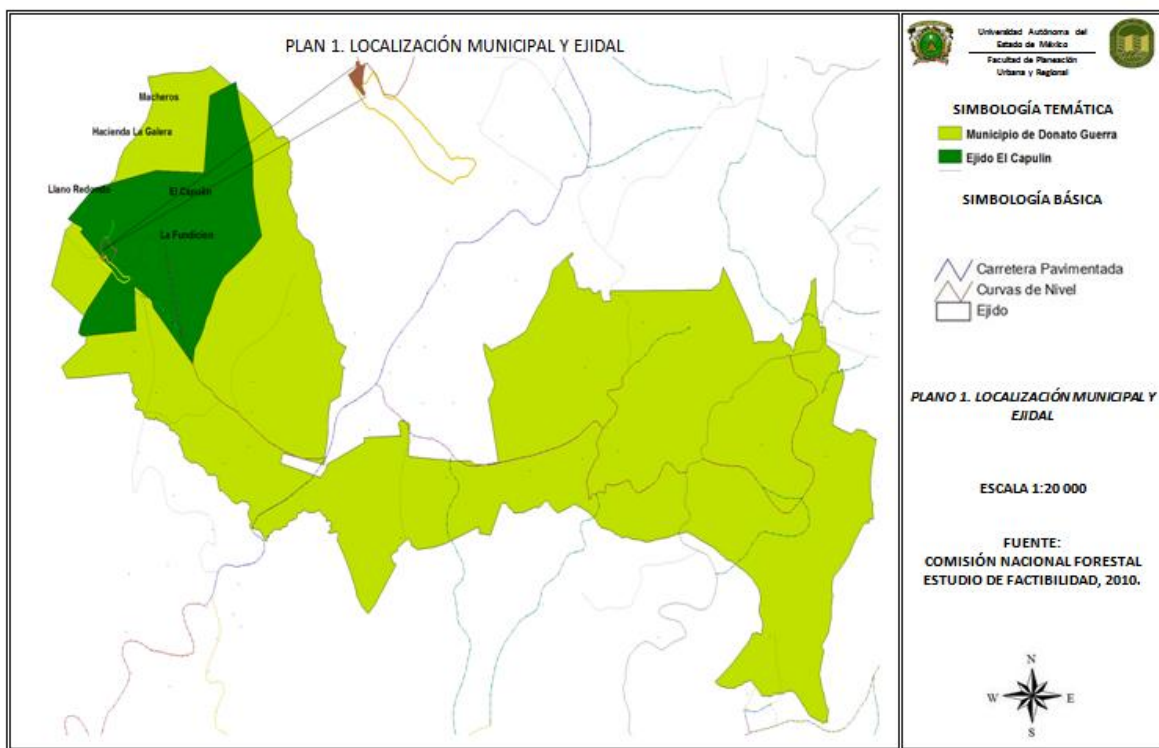 PLAN 1. LOCALIZACIÓN MUNICIPAL Y EJIDAL
Macheros
Hacienda La Galera
Llano Redondo
El Capulín
La Fundicion
Universidad Autónoma del
Estado de México
Facultad de Planeación
Urbana y Regional
SIMBOLOGÍA TEMÁTICA
Municipio de Donato Guerra
Ejido El Capulín
SIMBOLOGÍA BÁSICA
Carretera Pavimentada
Curvas de Nivel
Ejido
PLANO 1. LOCALIZACIÓN MUNICIPAL Y
EJIDAL
ESCALA 1:20 000
FUENTE:
COMISIÓN NACIONAL FORESTAL
ESTUDIO DE FACTIBILIDAD, 2010.
N
W
E
S